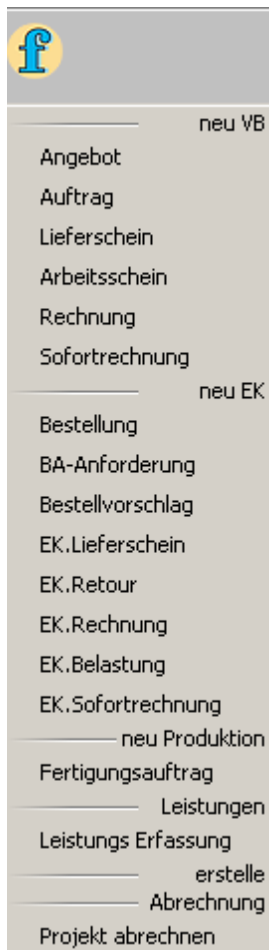 f
neu VB
Angebot
Auftrag
Lieferschein
Arbeitsschein
Rechnung
Sofortrechnung
neu EK
Bestellung
BA-Anforderung
Bestellvorschlag
EK.Lieferschein
EK.Retour
EK.Rechnung
EK.Belastung
EK.Sofortrechnung
neu Produktion
Fertigungsauftrag
Leistungen
Leistungs Erfassung
erstelle
Abrechnung
Projekt abrechnen